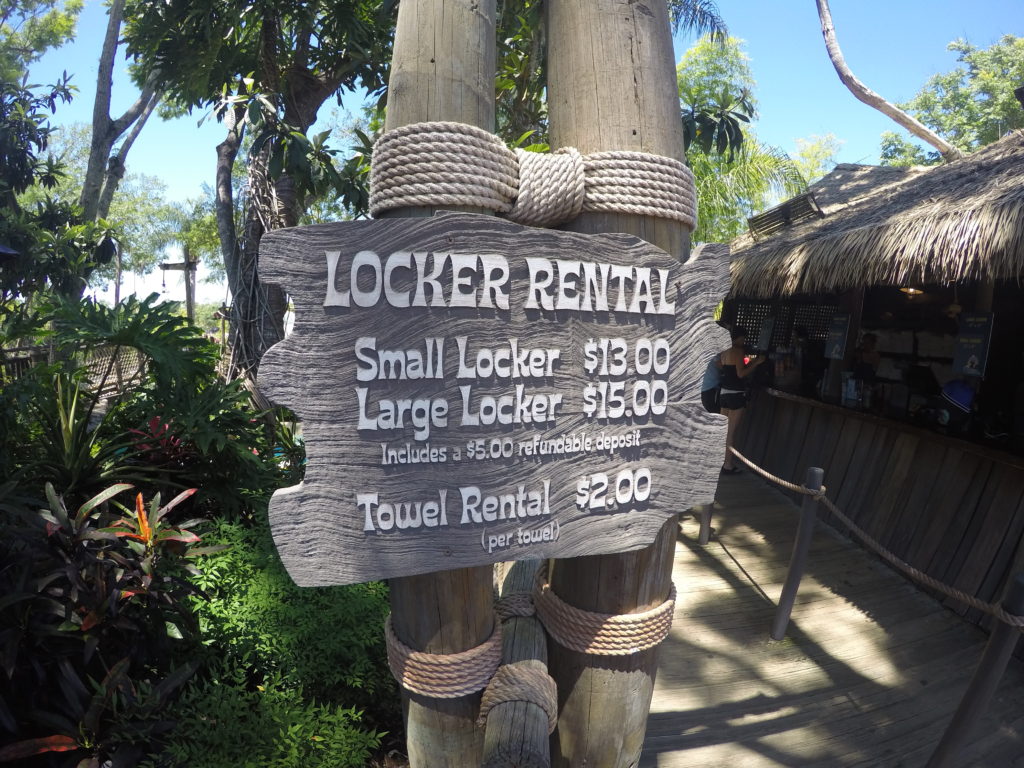 LOCKER RENTAL
Small Locker $13.00
Large Locker $15.00
Includes a $5.00 refundable deposit
Towel Rental $2.00
(per towel)